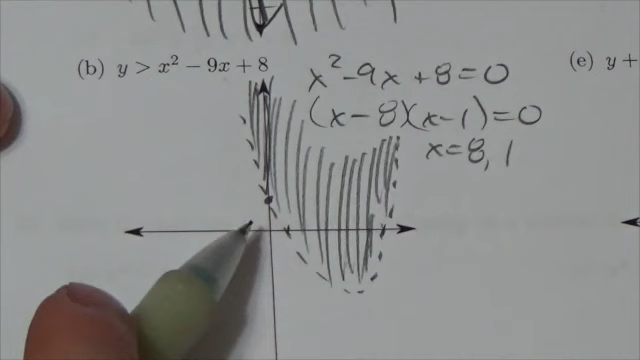 (b) y > x² − 9x + 8
x² - 9x + 8 = 0
(x - 8)(x - 1) = 0
x = 8, 1
(e) y +